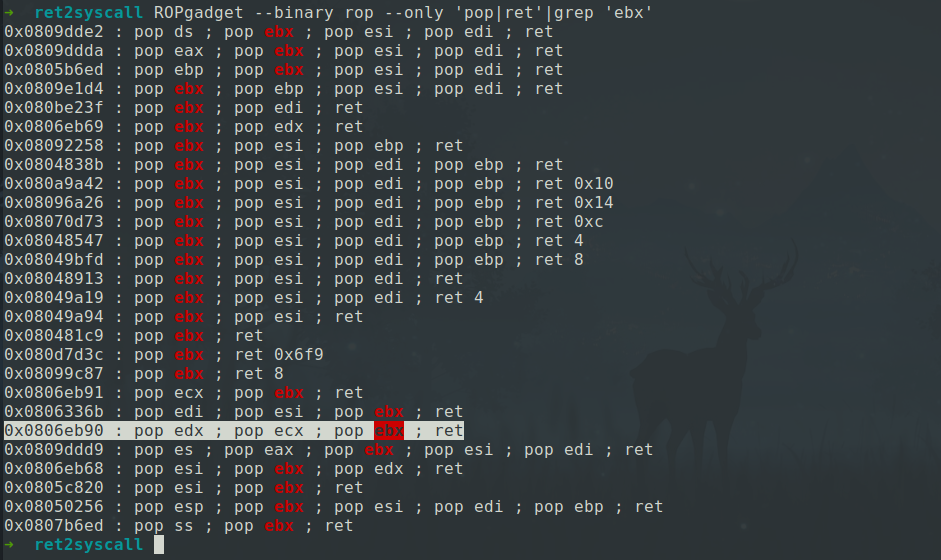 → ret2syscall ROPgadget --binary rop --only 'pop|ret'|grep 'ebx'
0x0809dde2 : pop ds ; pop ebx ; pop esi ; pop edi ; ret
0x0809ddda : pop eax ; pop ebx ; pop esi ; pop edi ; ret
0x0805b6ed : pop ebp ; pop ebx ; pop esi ; pop edi ; ret
0x0809e1d4 : pop ebx ; pop ebp ; pop esi ; pop edi ; ret
0x080be23f : pop ebx ; pop edi ; ret
0x0806eb69 : pop ebx ; pop edx ; ret
0x08092258 : pop ebx ; pop esi ; pop ebp ; ret
0x0804838b : pop ebx ; pop esi ; pop edi ; pop ebp ; ret
0x080a9a42 : pop ebx ; pop esi ; pop edi ; pop ebp ; ret 0x10
0x08096a26 : pop ebx ; pop esi ; pop edi ; pop ebp ; ret 0x14
0x08070d73 : pop ebx ; pop esi ; pop edi ; pop ebp ; ret 0xc
0x08048547 : pop ebx ; pop esi ; pop edi ; pop ebp ; ret 4
0x08049bfd : pop ebx ; pop esi ; pop edi ; pop ebp ; ret 8
0x08048913 : pop ebx ; pop esi ; pop edi ; ret
0x08049a19 : pop ebx ; pop esi ; pop edi ; ret 4
0x08049a94 : pop ebx ; pop esi ; ret
0x080481c9 : pop ebx ; ret
0x080d7d3c : pop ebx ; ret 0x6f9
0x08099c87 : pop ebx ; ret 8
0x0806eb91 : pop ecx ; pop ebx ; ret
0x0806336b : pop edi ; pop esi ; pop ebx ; ret
0x0806eb90 : pop edx ; pop ecx ; pop ebx ; ret
0x0809ddd9 : pop es ; pop eax ; pop ebx ; pop esi ; pop edi ; ret
0x0806eb68 : pop esi ; pop ebx ; pop edx ; ret
0x0805c820 : pop esi ; pop ebx ; ret
0x08050256 : pop esp ; pop ebx ; pop esi ; pop edi ; pop ebp ; ret
0x0807b6ed : pop ss ; pop ebx ; ret
→ ret2syscall